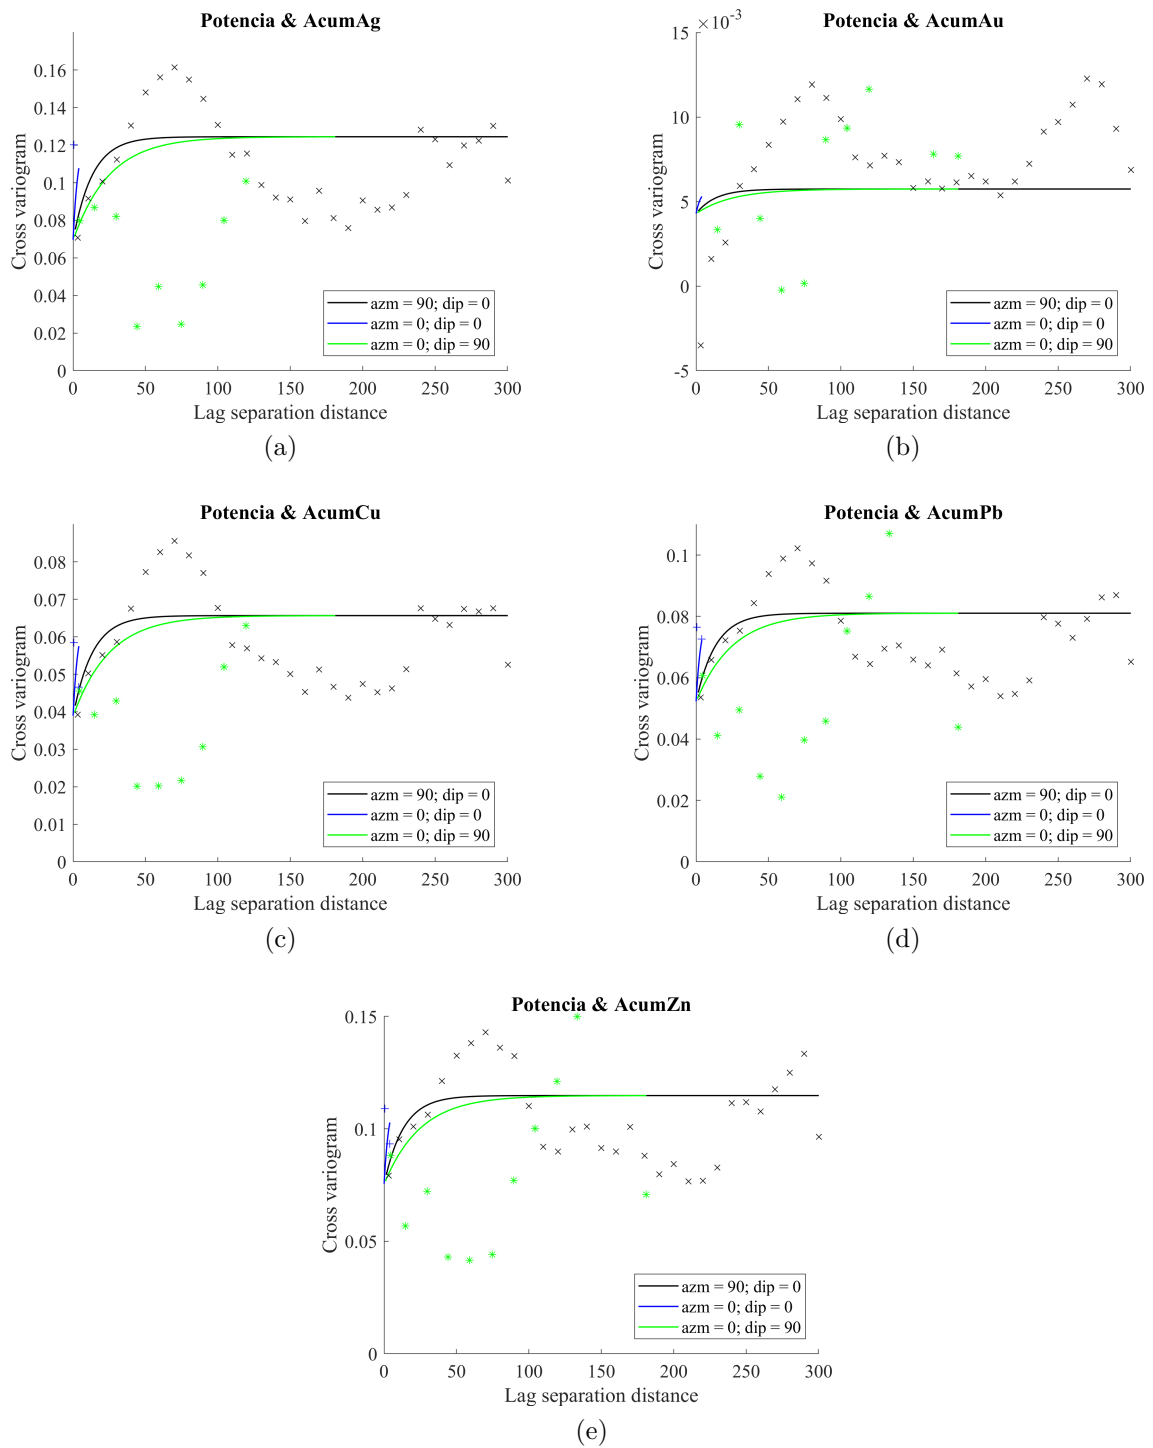 Potencia & AcumAg
Cross variogram
0.16
0.14
0.12
0.1
0.08
0.06
0.04
0.02
0
azm = 90; dip = 0
azm = 0; dip = 0
azm = 0; dip = 90
0 50 100 150 200 250 300
Lag separation distance
(a)
Potencia & AcumAu
×10-3
Cross variogram
15
10
5
0
-5
azm = 90; dip = 0
azm = 0; dip = 0
azm = 0; dip = 90
0 50 100 150 200 250 300
Lag separation distance
(b)
Potencia & AcumCu
Cross variogram
0.08
0.07
0.06
0.05
0.04
0.03
0.02
0.01
0
azm = 90; dip = 0
azm = 0; dip = 0
azm = 0; dip = 90
0 50 100 150 200 250 300
Lag separation distance
(c)
Potencia & AcumPb
Cross variogram
0.1
0.08
0.06
0.04
0.02
0
azm = 90; dip = 0
azm = 0; dip = 0
azm = 0; dip = 90
0 50 100 150 200 250 300
Lag separation distance
(d)
Potencia & AcumZn
Cross variogram
0.15
0.1
0.05
0
azm = 90; dip = 0
azm = 0; dip = 0
azm = 0; dip = 90
0 50 100 150 200 250 300
Lag separation distance
(e)